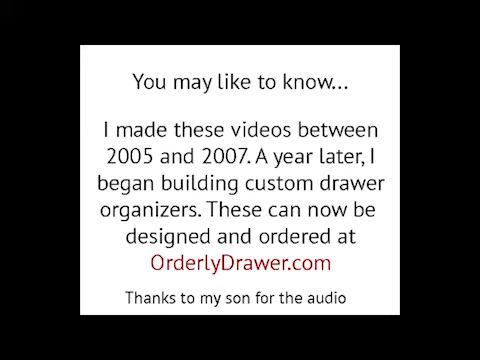 You may like to know...
I made these videos between
2005 and 2007. A year later, I
began building custom drawer
organizers. These can now be
designed and ordered at
OrderlyDrawer.com
Thanks to my son for the audio